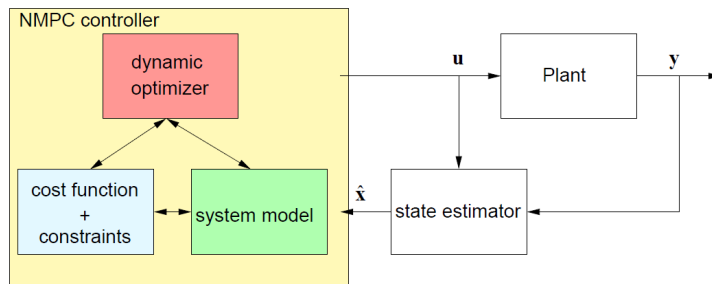 NMPC controller
dynamic
optimizer
u
Plant
y
cost function
+
constraints
system model
x̂
state estimator